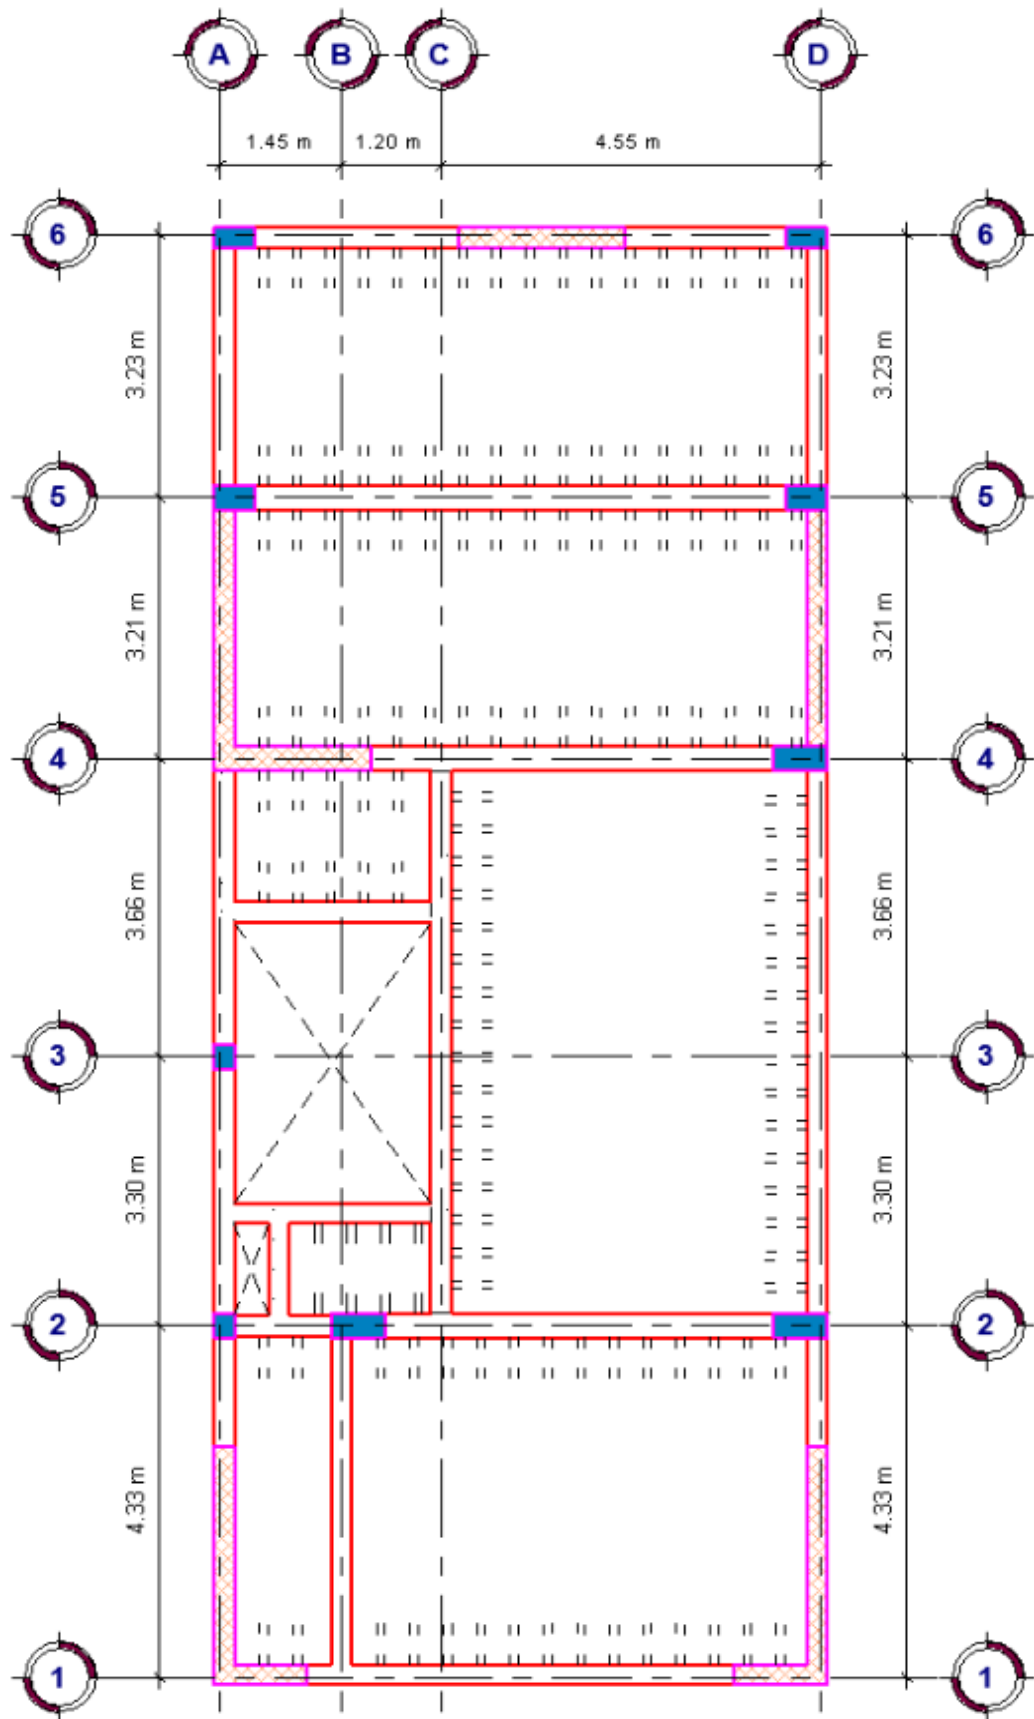 A B C D
1.45 m 1.20 m 4.55 m
6 6
3.23 m 3.23 m
5 5
3.21 m 3.21 m
4 4
3.66 m 3.66 m
3 3
3.30 m 3.30 m
2 2
4.33 m 4.33 m
1 1